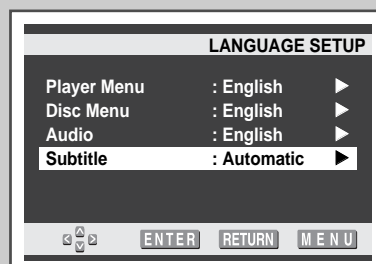 LANGUAGE SETUP
Player Menu : English
Disc Menu : English
Audio : English
Subtitle : Automatic
ENTER RETURN MENU